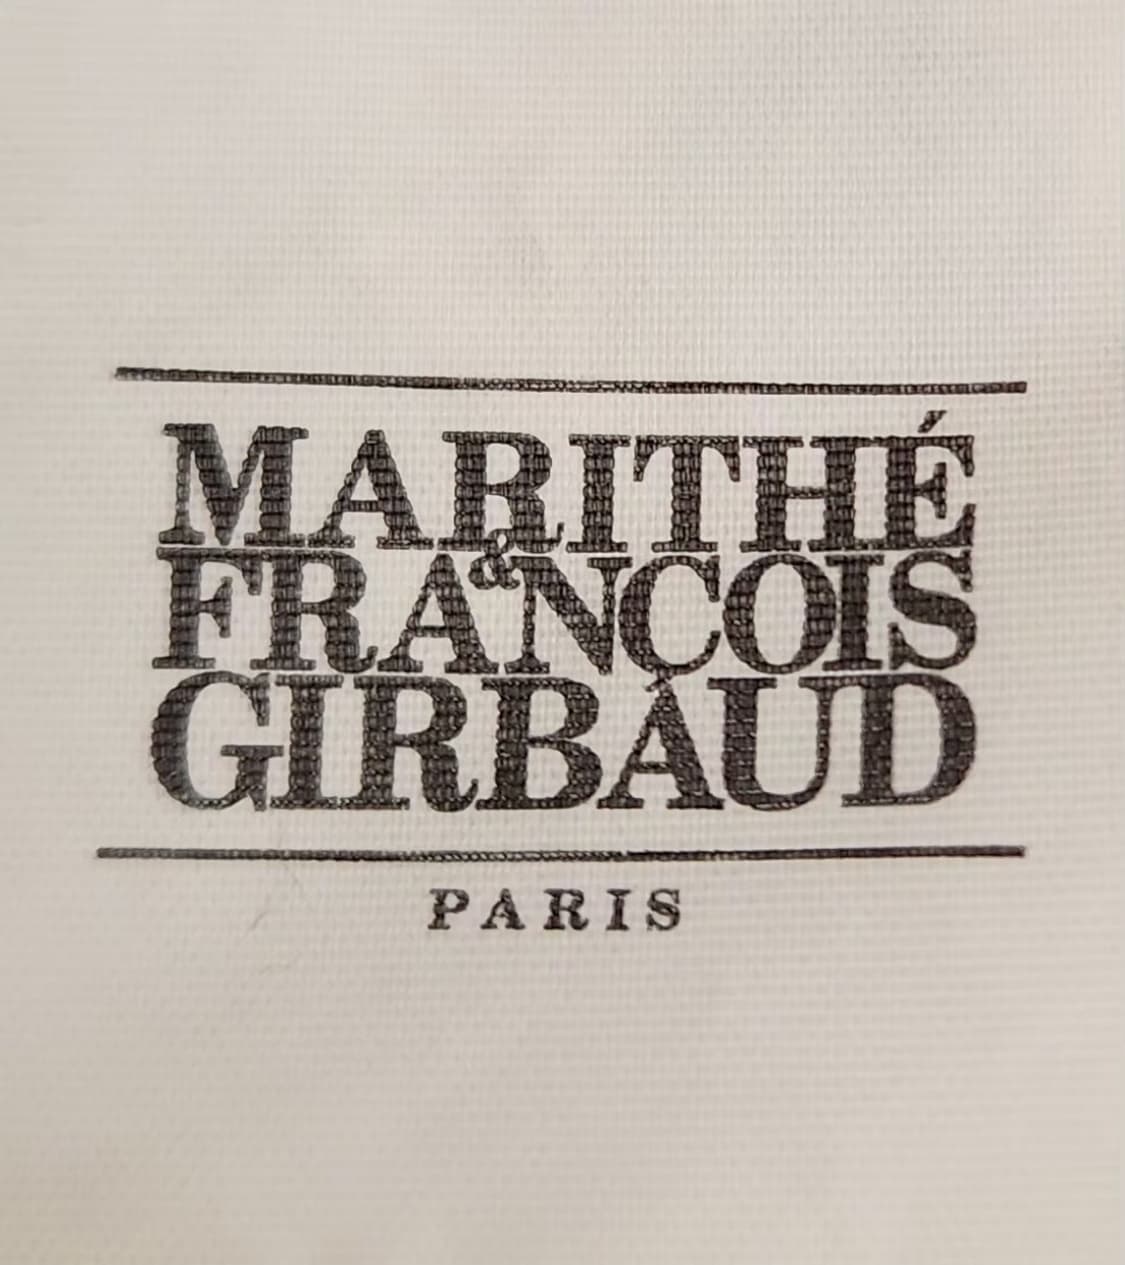 MARITHÉ
&
FRANÇOIS
GIRBAUD
PARIS